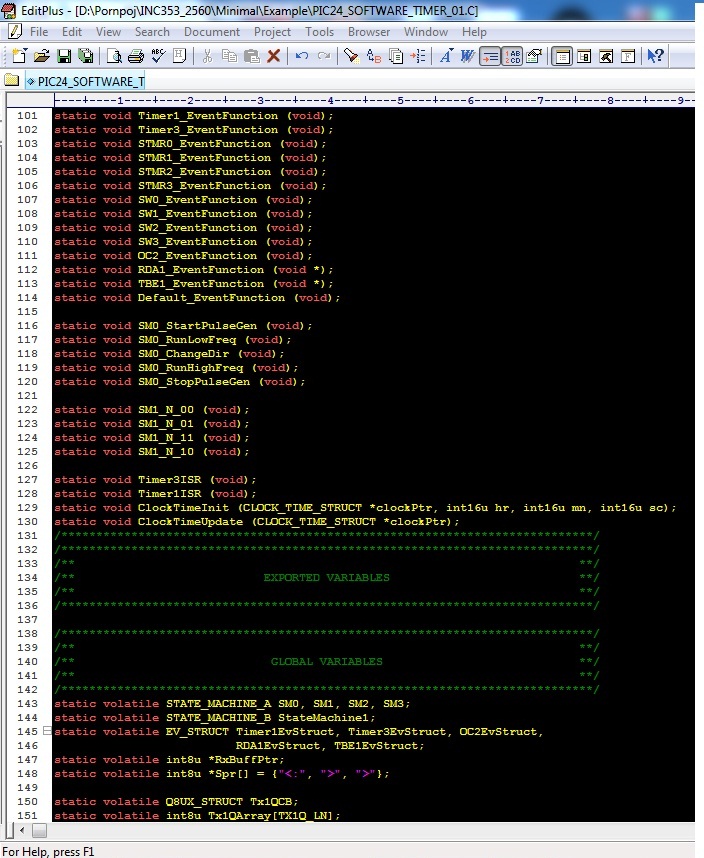 EditPlus - [D:\Pornpoj\INC353_2560\Minimal\Example\PIC24_SOFTWARE_TIMER_01.C]
File Edit View Search Document Project Tools Browser Window Help
PIC24_SOFTWARE_T
----+----1----+----2----+----3----+----4----+----5----+----6----+----7----+----8----+----9--
101 static void Timer1_EventFunction (void);
102 static void Timer3_EventFunction (void);
103 static void STMR0_EventFunction (void);
104 static void STMR1_EventFunction (void);
105 static void STMR2_EventFunction (void);
106 static void STMR3_EventFunction (void);
107 static void SW0_EventFunction (void);
108 static void SW1_EventFunction (void);
109 static void SW2_EventFunction (void);
110 static void SW3_EventFunction (void);
111 static void OC2_EventFunction (void);
112 static void RDA1_EventFunction (void *);
113 static void TBE1_EventFunction (void *);
114 static void Default_EventFunction (void);
115
116 static void SM0_StartPulseGen (void);
117 static void SM0_RunLowFreq (void);
118 static void SM0_ChangeDir (void);
119 static void SM0_RunHighFreq (void);
120 static void SM0_StopPulseGen (void);
121
122 static void SM1_N_00 (void);
123 static void SM1_N_01 (void);
124 static void SM1_N_11 (void);
125 static void SM1_N_10 (void);
126
127 static void Timer3ISR (void);
128 static void Timer1ISR (void);
129 static void ClockTimeInit (CLOCK_TIME_STRUCT *clockPtr, int16u hr, int16u mn, int16u sc);
130 static void ClockTimeUpdate (CLOCK_TIME_STRUCT *clockPtr);
131 /****************************************************************************/
132 /****************************************************************************/
133 /** **/
134 /** EXPORTED VARIABLES **/
135 /** **/
136 /****************************************************************************/
137
138 /****************************************************************************/
139 /** **/
140 /** GLOBAL VARIABLES **/
141 /** **/
142 /****************************************************************************/
143 static volatile STATE_MACHINE_A SM0, SM1, SM2, SM3;
144 static volatile STATE_MACHINE_B StateMachine1;
145 static volatile EV_STRUCT Timer1EvStruct, Timer3EvStruct, OC2EvStruct,
146 RDA1EvStruct, TBE1EvStruct;
147 static volatile int8u *RxBuffPtr;
148 static volatile int8u *Spr[] = {"<:", ">", ">"};
149
150 static volatile Q8UX_STRUCT Tx1QCB;
151 static volatile int8u Tx1QArray[TX1Q_LN];
For Help, press F1